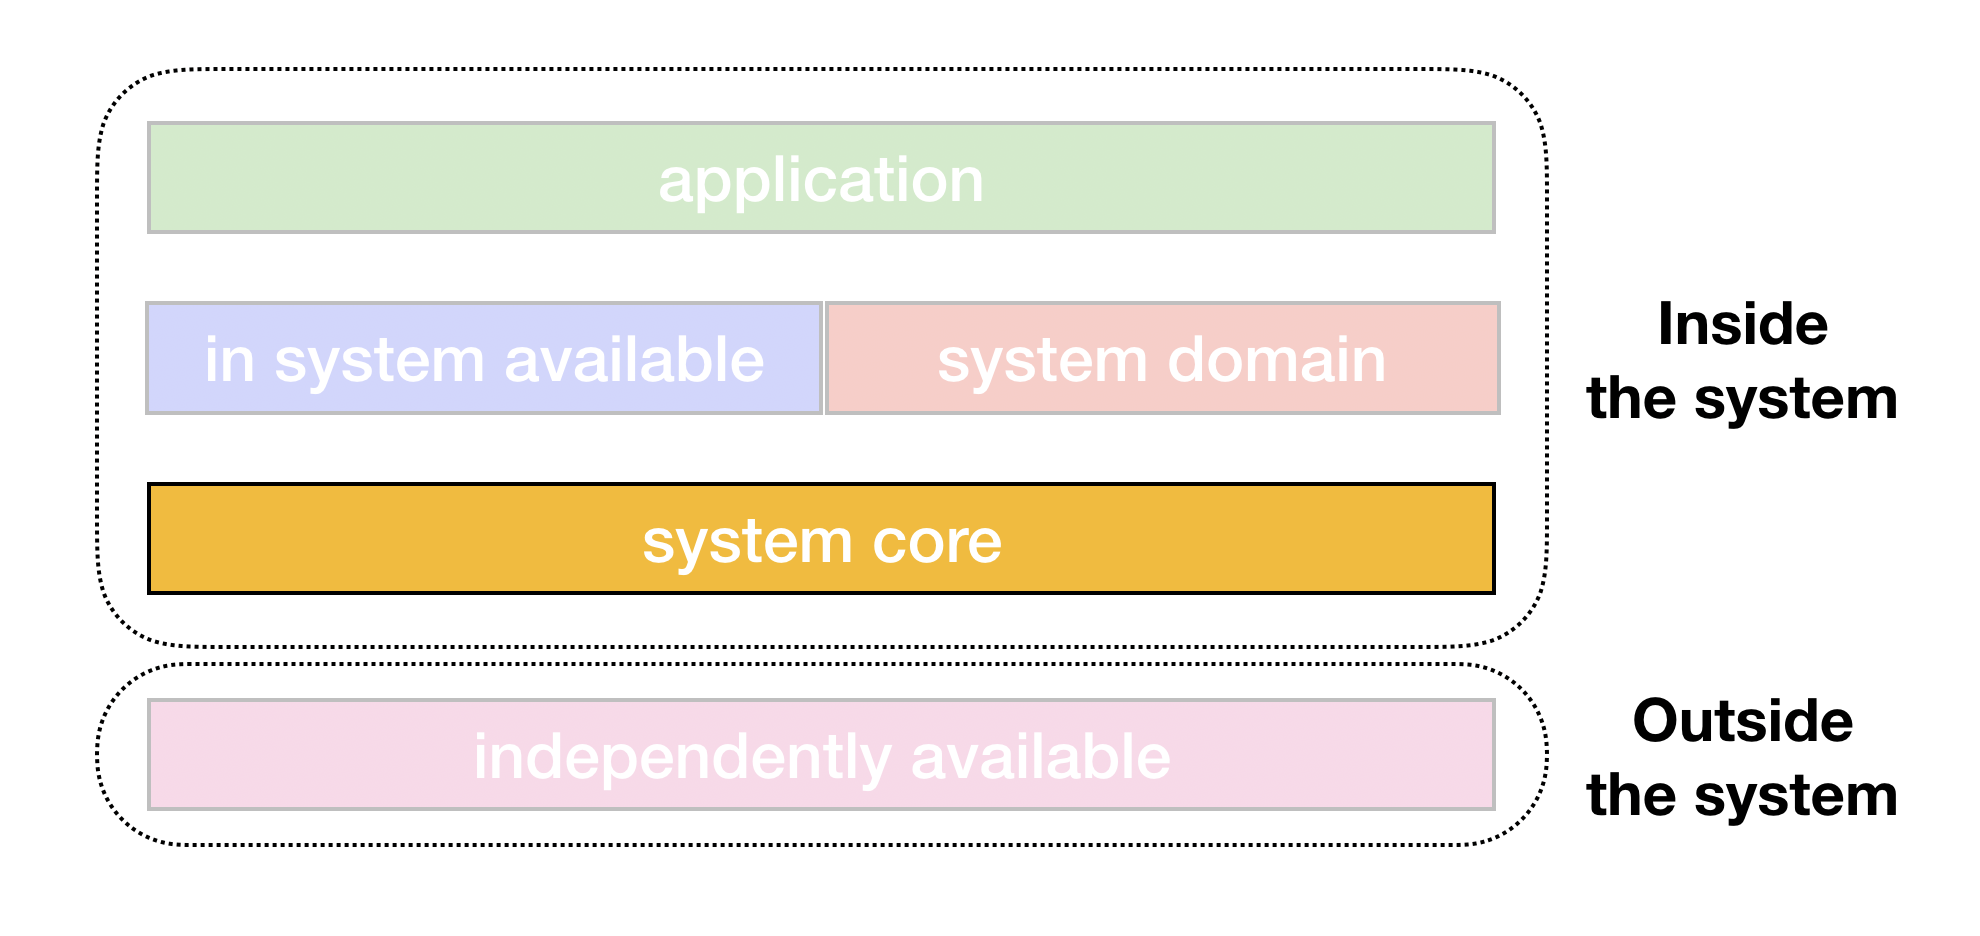 application
in system available
system domain
Inside
the system
system core
independently available
Outside
the system